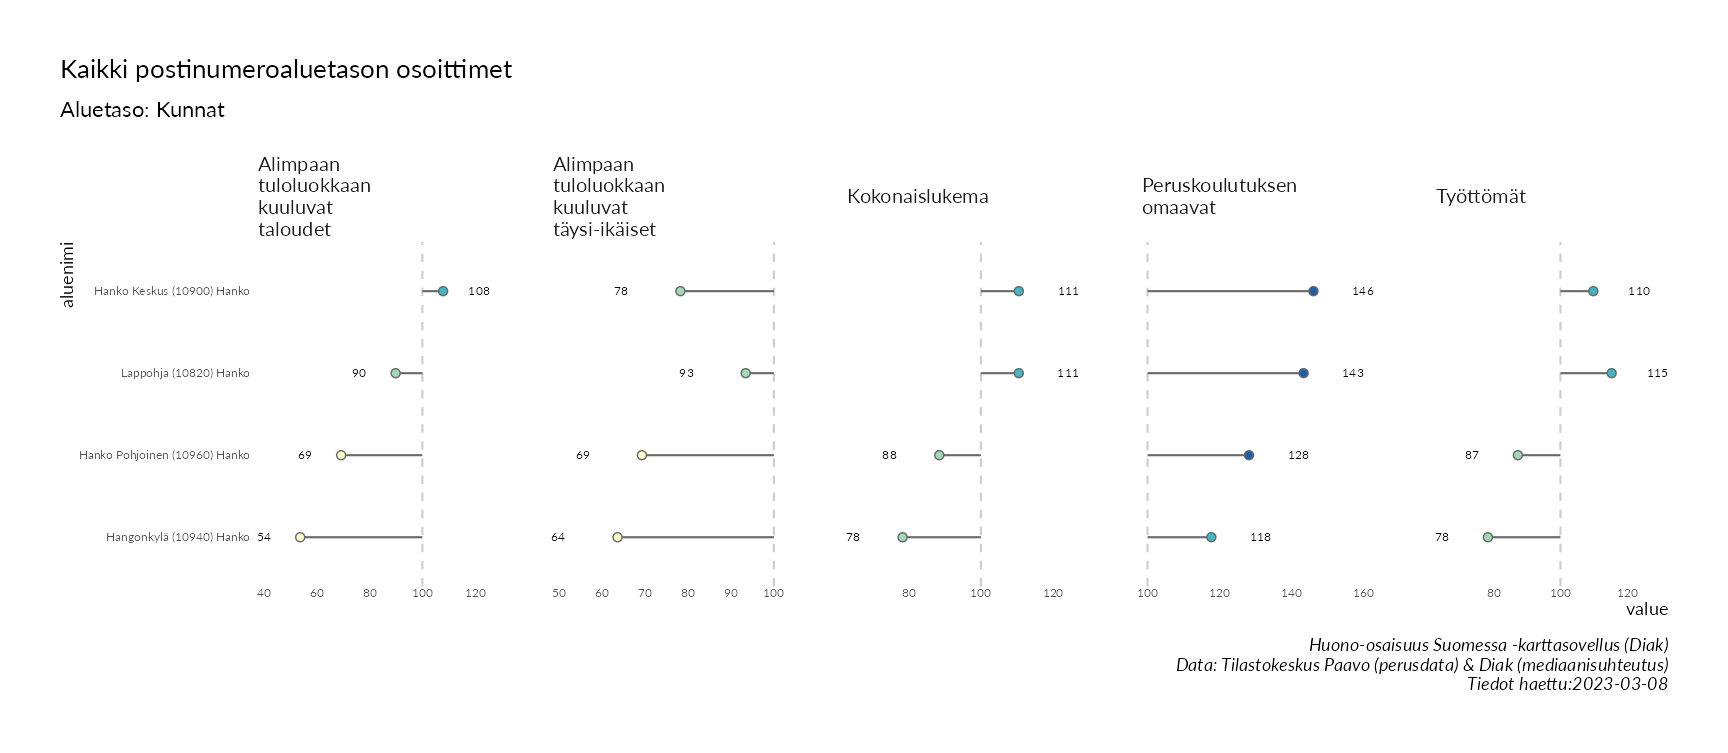 Kaikki postinumeroaluetason osoittimet
Aluetaso: Kunnat
Alimpaan
tuloluokkaan
kuuluvat
taloudet
Alimpaan
tuloluokkaan
kuuluvat
täysi-ikäiset
Kokonaislukema
Peruskoulutuksen
omaavat
Työttömät
aluenimi
Hanko Keskus (10900) Hanko 108 78 111 146 110
Lappohja (10820) Hanko 90 93 111 143 115
Hanko Pohjoinen (10960) Hanko 69 69 88 128 87
Hangonkylä (10940) Hanko 54 64 78 118 78
40 60 80 100 120 50 60 70 80 90 100 80 100 120 100 120 140 160 80 100 120
value
Huono-osaisuus Suomessa -karttasovellus (Diak)
Data: Tilastokeskus Paavo (perusdata) & Diak (mediaanisuhteutus)
Tiedot haettu:2023-03-08